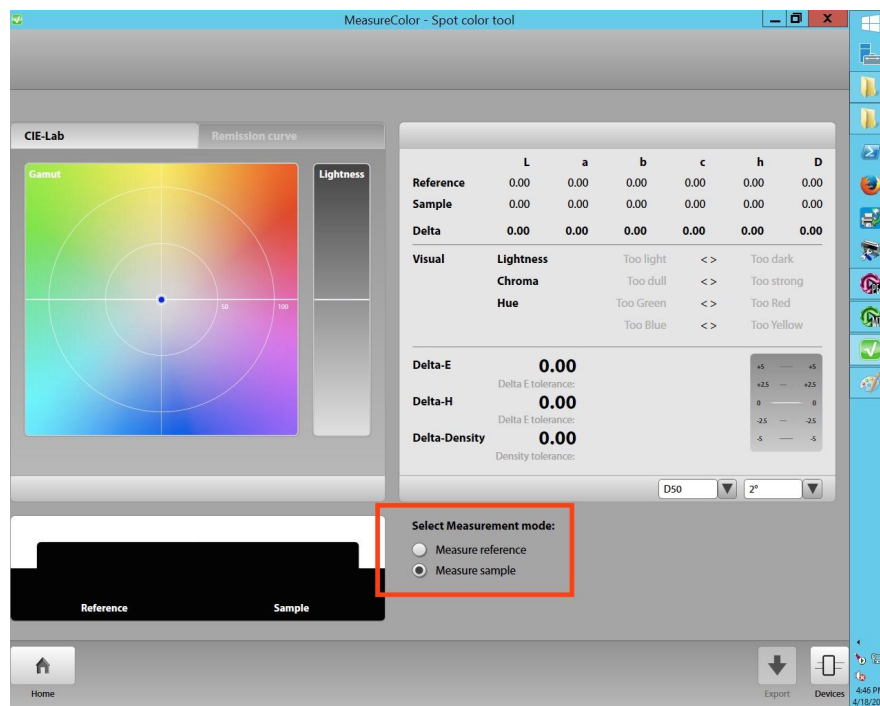 MeasureColor - Spot color tool
CIE-Lab
Remission curve
Gamut
Lightness
50
100
L a b c h D
Reference 0.00 0.00 0.00 0.00 0.00 0.00
Sample 0.00 0.00 0.00 0.00 0.00 0.00
Delta 0.00 0.00 0.00 0.00 0.00 0.00
Visual Lightness Too light <> Too dark
Chroma Too dull <> Too strong
Hue Too Green <> Too Red
Too Blue <> Too Yellow
Delta-E 0.00
Delta E tolerance:
Delta-H 0.00
Delta E tolerance:
Delta-Density 0.00
Density tolerance:
+5 +5
+2.5 +2.5
0 0
-2.5 -2.5
-5 -5
D50 2°
Select Measurement mode:
Measure reference
Measure sample
Reference Sample
Home
Export
Devices
4:46 PM